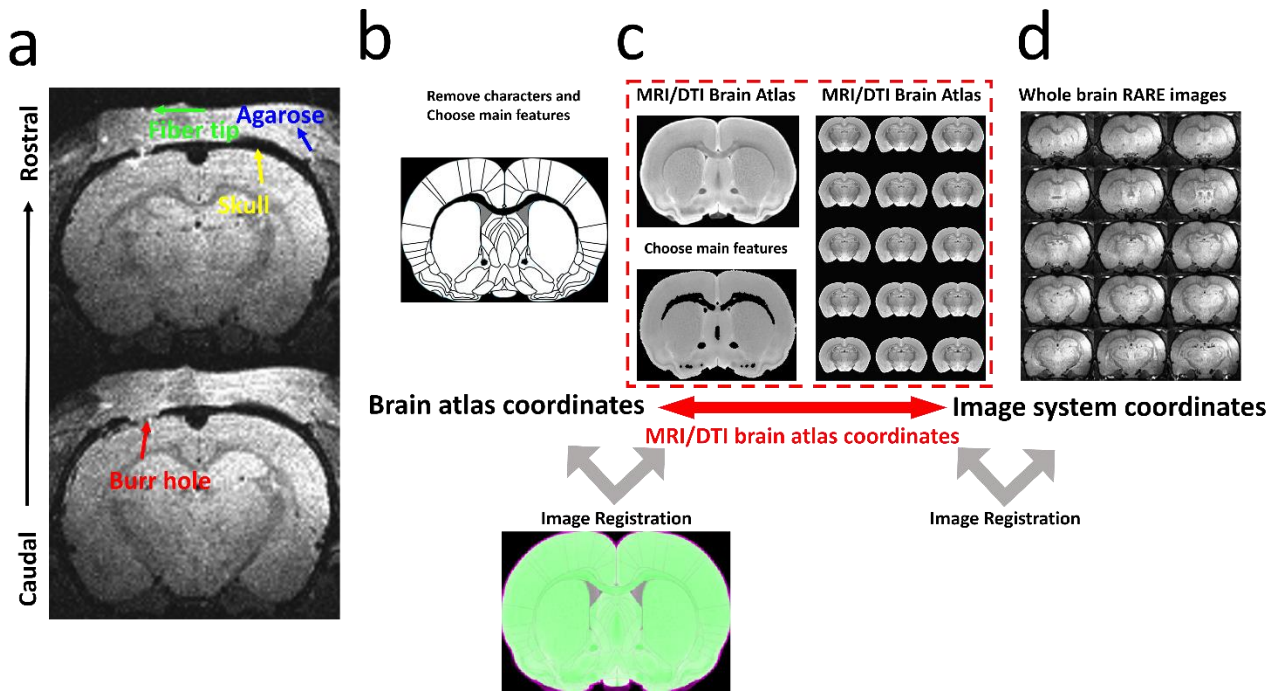 a
Rostral
Caudal
Fiber tip
Agarose
Skull
Burr hole
b
Remove characters and
Choose main features
c
MRI/DTI Brain Atlas
Choose main features
MRI/DTI Brain Atlas
d
Whole brain RARE images
Brain atlas coordinates
Image system coordinates
MRI/DTI brain atlas coordinates
Image Registration
Image Registration